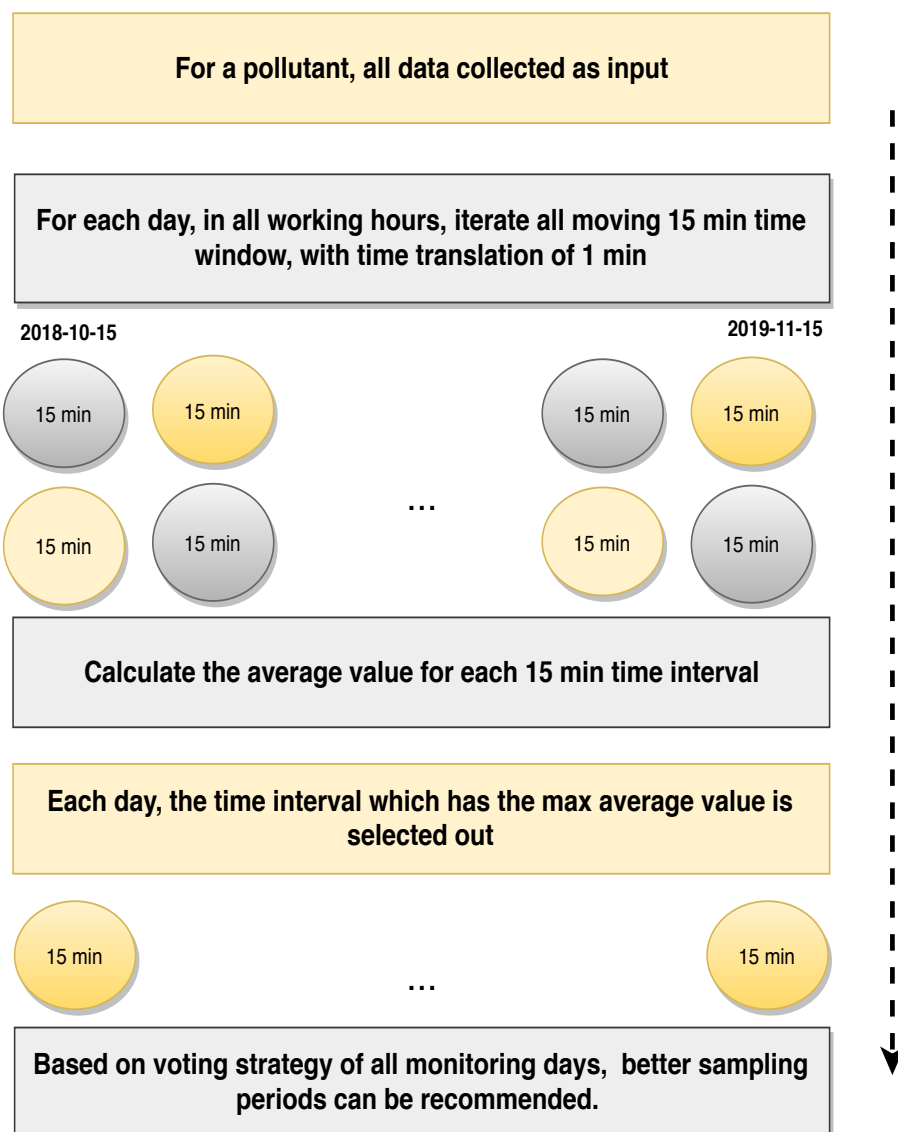 For a pollutant, all data collected as input
For each day, in all working hours, iterate all moving 15 min time
window, with time translation of 1 min
2018-10-15
2019-11-15
15 min
15 min
15 min
15 min
15 min
15 min
...
15 min
15 min
Calculate the average value for each 15 min time interval
Each day, the time interval which has the max average value is
selected out
15 min
...
15 min
Based on voting strategy of all monitoring days,  better sampling
periods can be recommended.